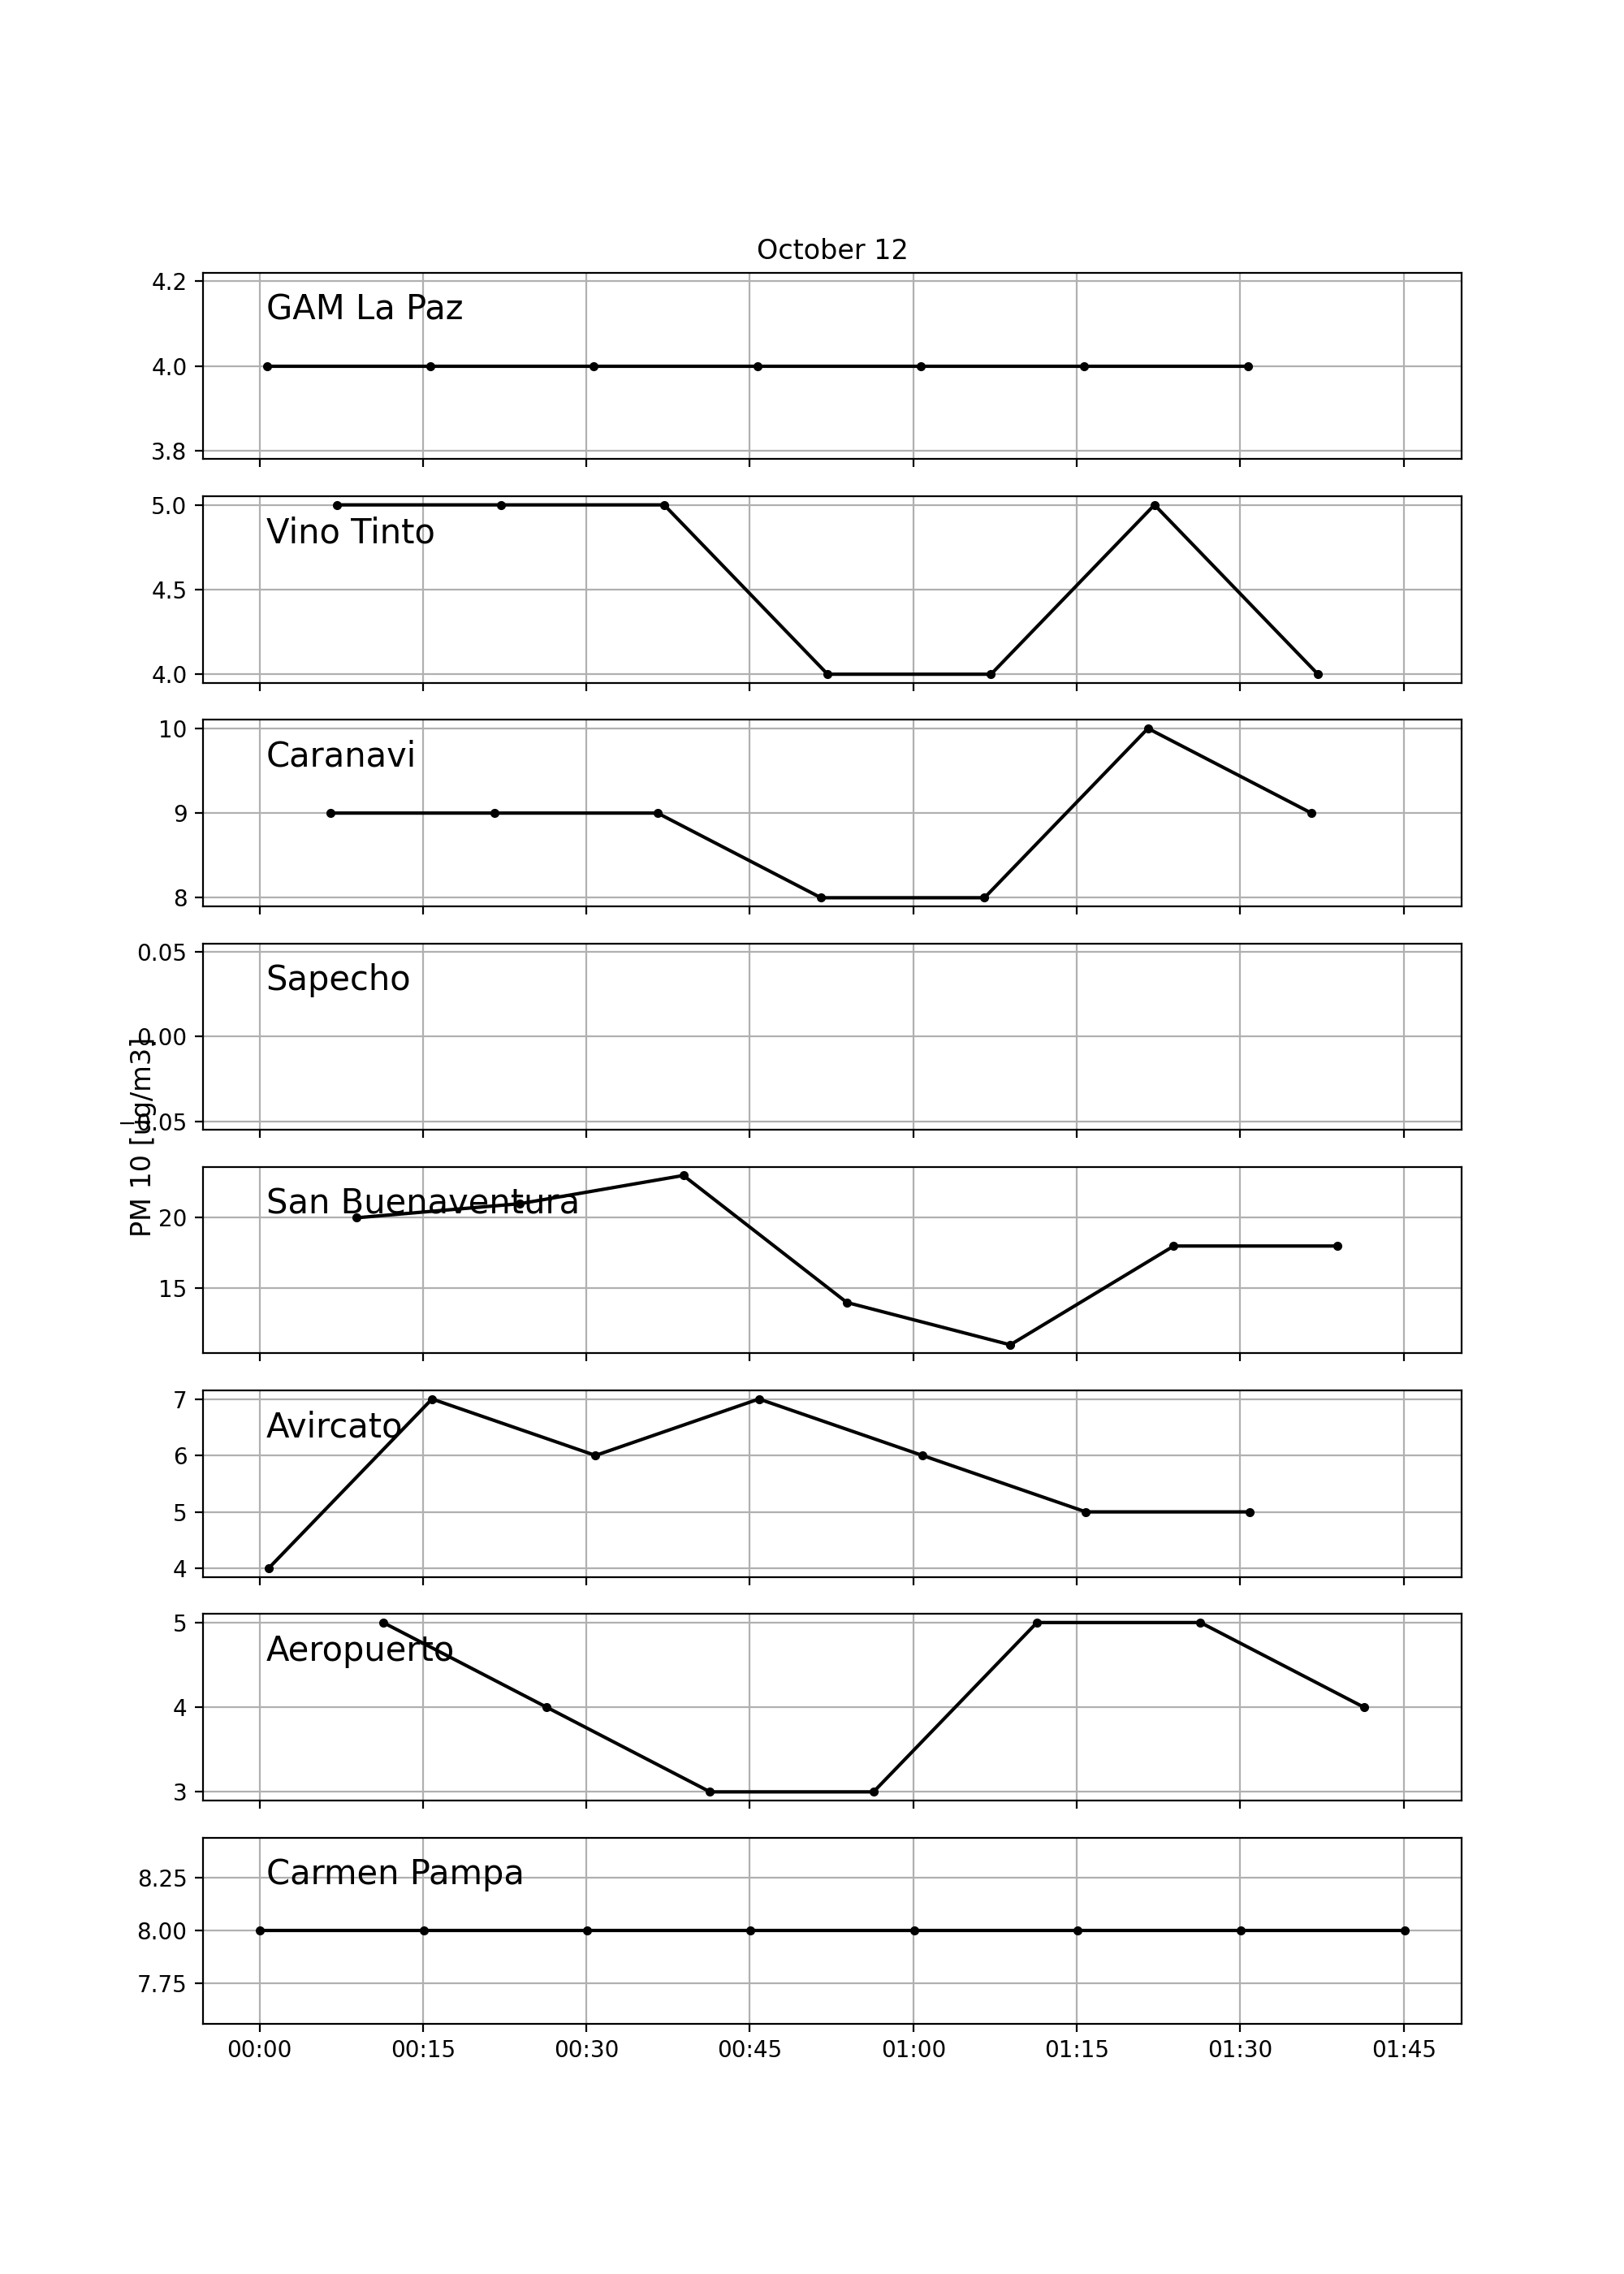 October 12
4.2
GAM La Paz
4.0
3.8
5.0
Vino Tinto
4.5
4.0
10
Caranavi
9
8
0.05
Sapecho
0.00
−0.05
PM 10 [ug/m3]
San Buenaventura
20
15
7
Avircato
6
5
4
5
Aeropuerto
4
3
Carmen Pampa
8.25
8.00
7.75
00:00 00:15 00:30 00:45 01:00 01:15 01:30 01:45